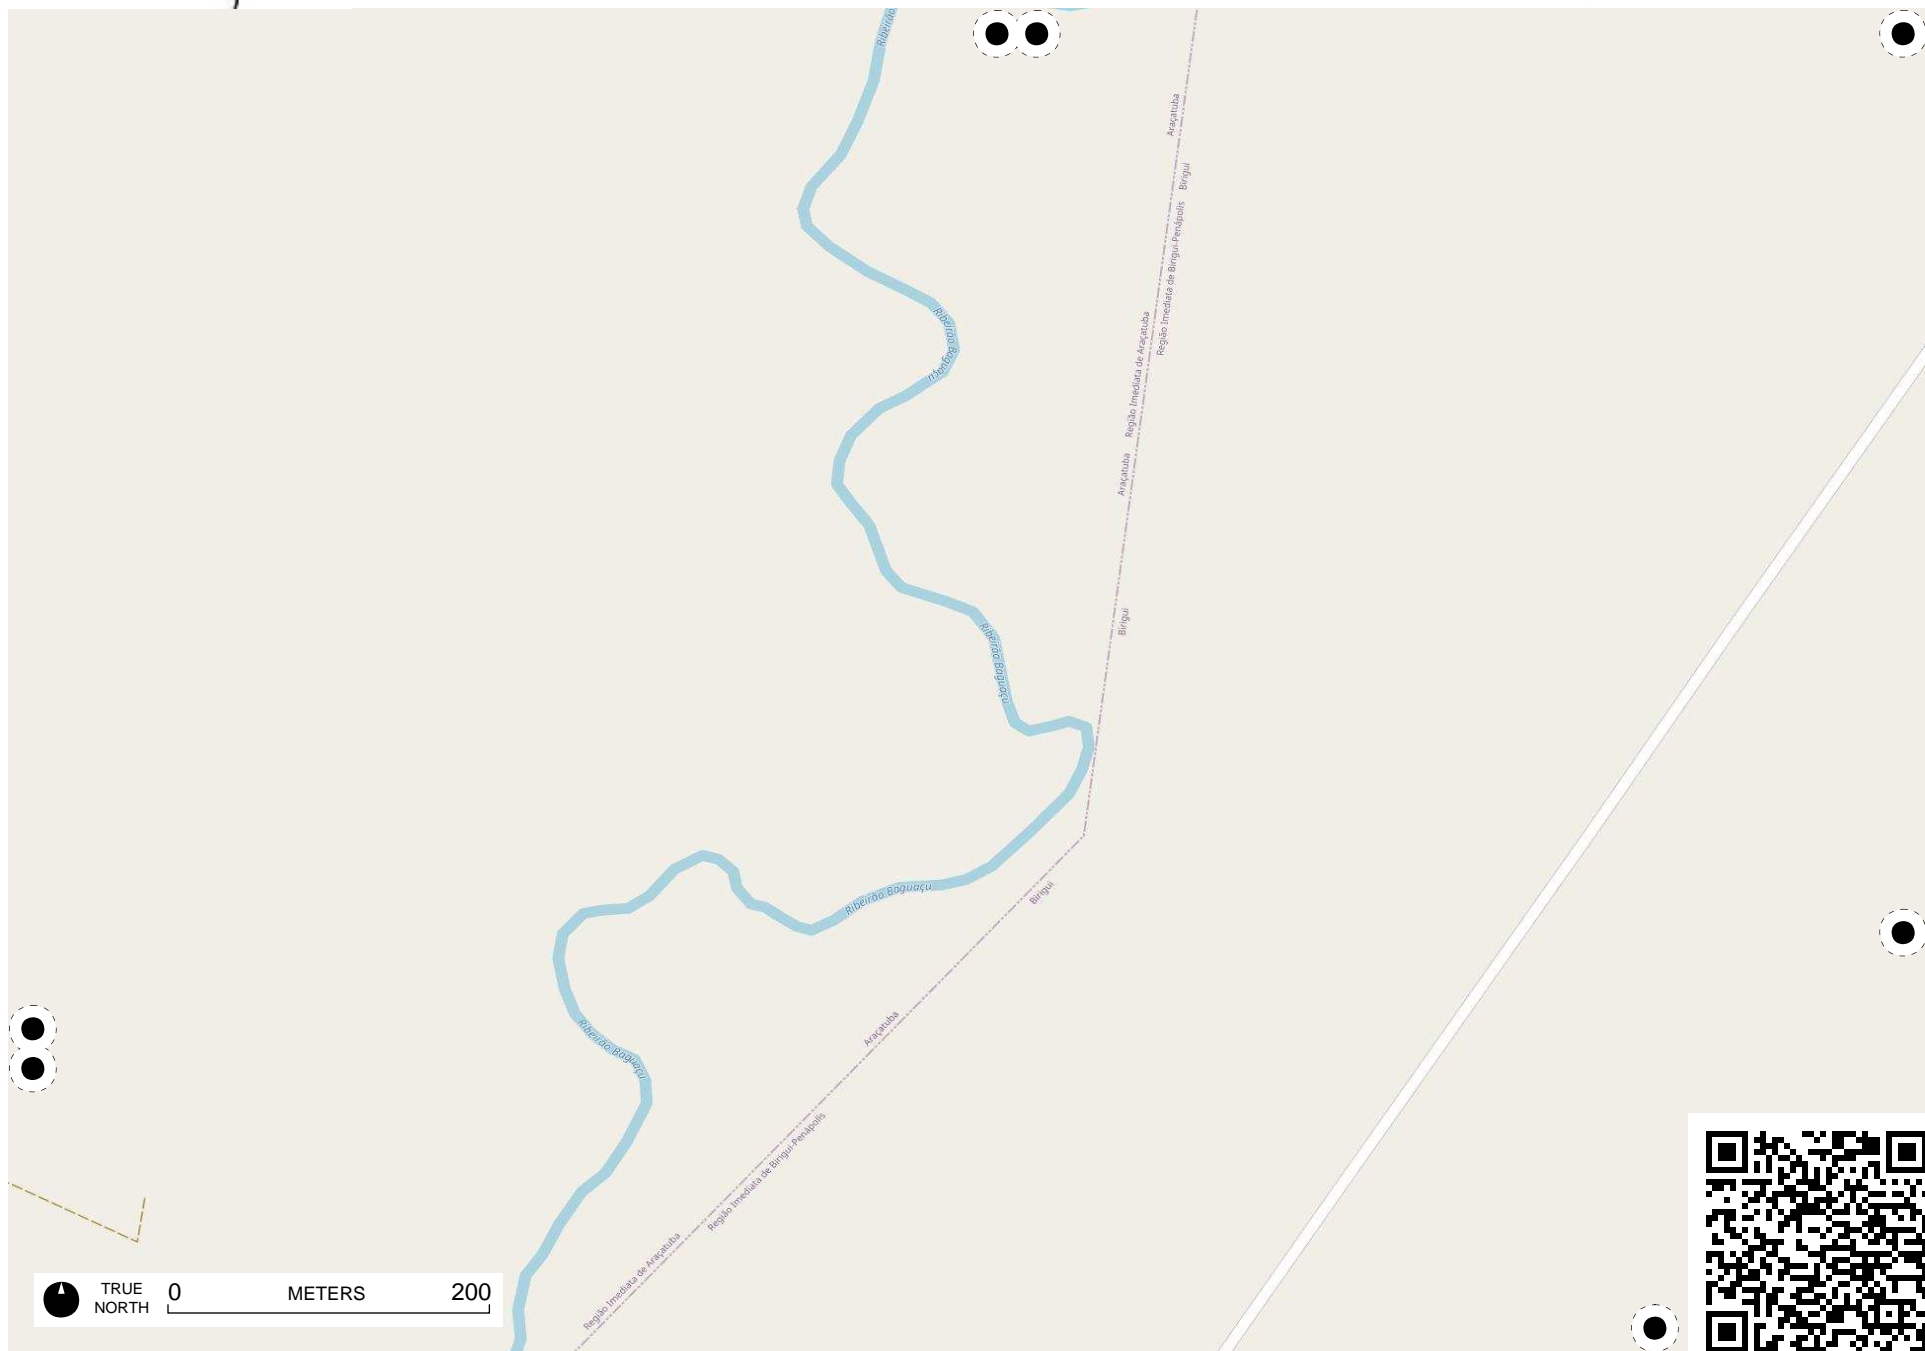 Ribeirão
Araçatuba
Birigui
Região Imediata de Birigui-Penápolis
Ribeirão Baguaçu
Região Imediata de Araçatuba
Araçatuba
Birigui
Ribeirão Baguaçu
Ribeirão Baguaçu
Birigui
Araçatuba
Ribeirão Baguaçu
Região Imediata de Birigui-Penápolis
Região Imediata de Araçatuba
TRUE NORTH
0 METERS 200